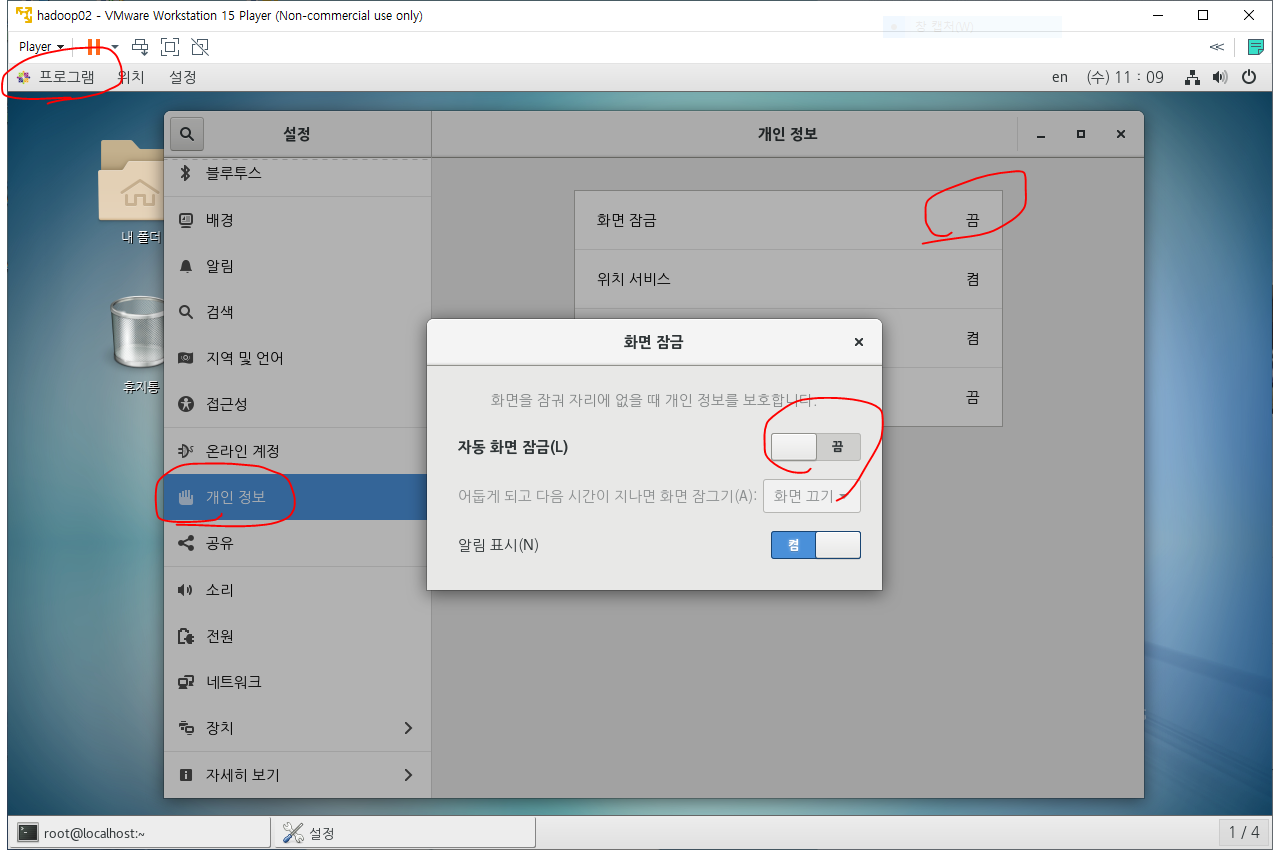 hadoop02 - VMware Workstation 15 Player (Non-commercial use only)
창 캡처(W)
Player
프로그램 위치 설정 en (수) 11 : 09
설정 개인 정보
내 폴더
휴지통
블루투스
배경
알림
검색
지역 및 언어
접근성
온라인 계정
개인 정보
공유
소리
전원
네트워크
장치
자세히 보기
화면 잠금 끔
위치 서비스 켬
켬
끔
화면 잠금
화면을 잠궈 자리에 없을 때 개인 정보를 보호합니다.
자동 화면 잠금(L) 끔
어둡게 되고 다음 시간이 지나면 화면 잠그기(A): 화면 끄기
알림 표시(N) 켬
root@localhost:~ 설정 1 / 4